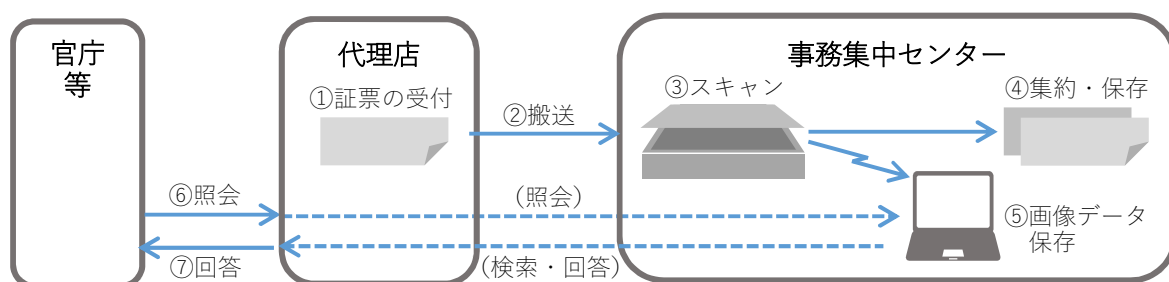 官庁
等
代理店
①証票の受付
②搬送
事務集中センター
③スキャン
④集約・保存
⑤画像データ
保存
⑥照会
(照会)
⑦回答
(検索・回答)